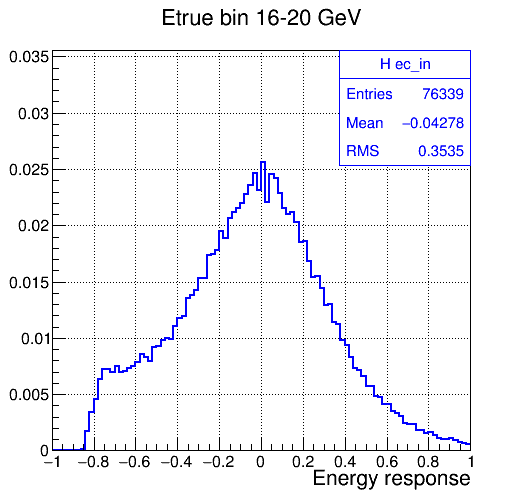 Etrue bin 16-20 GeV
H ec_in
Entries 76339
Mean −0.04278
RMS 0.3535
0.035
0.03
0.025
0.02
0.015
0.01
0.005
0
−1 −0.8 −0.6 −0.4 −0.2 0 0.2 0.4 0.6 0.8 1
Energy response